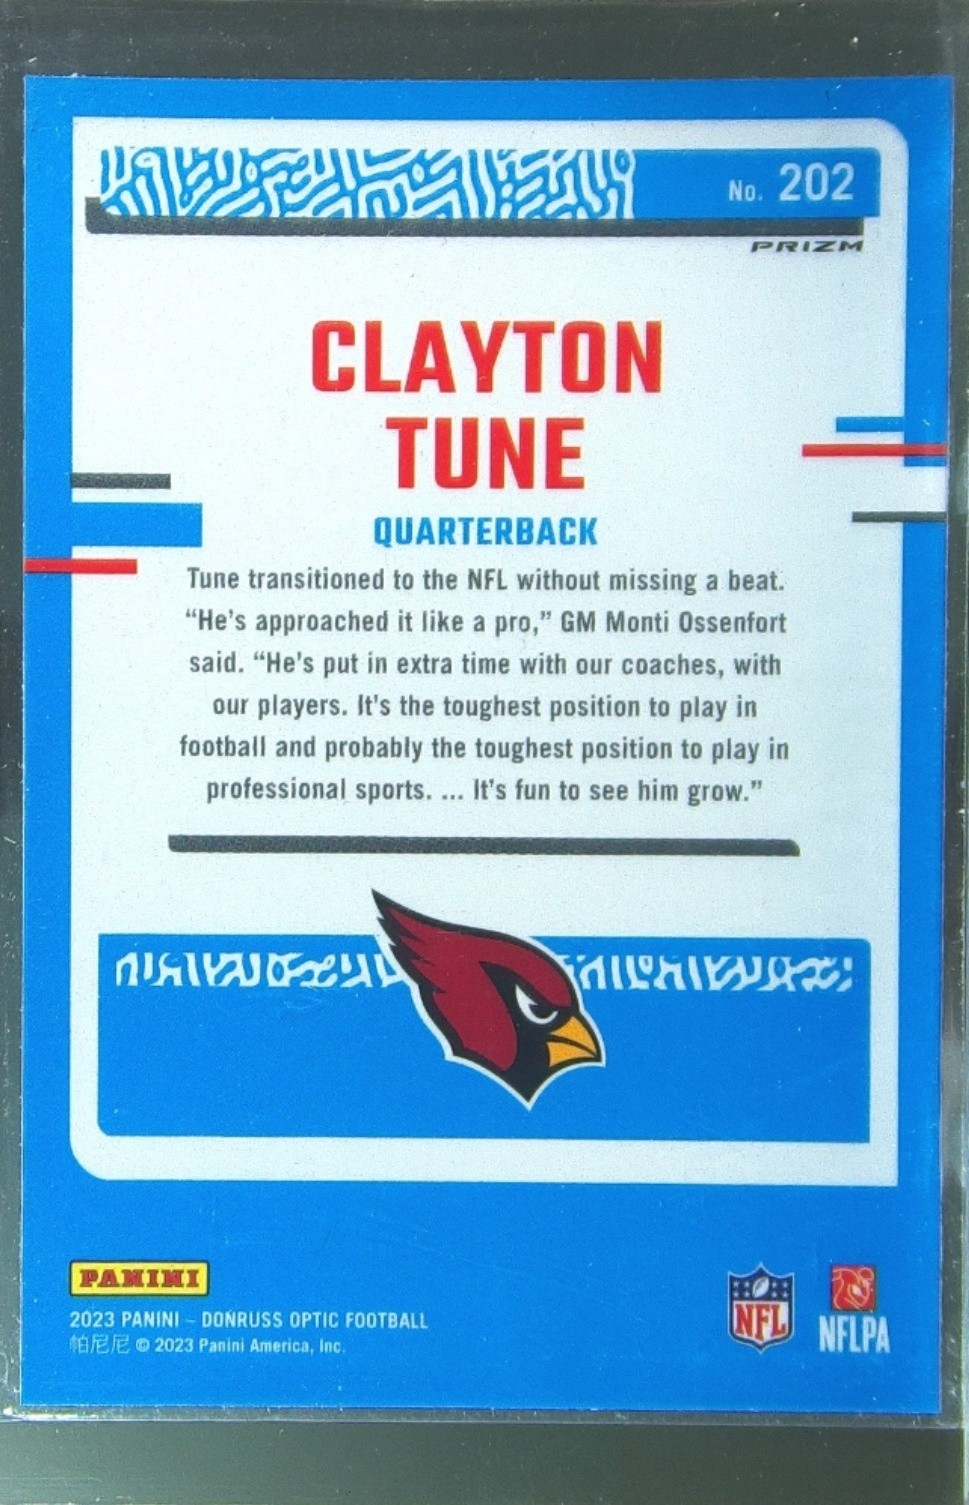 No. 202
PRIZM
CLAYTON
TUNE
QUARTERBACK
Tune transitioned to the NFL without missing a beat.
“He’s approached it like a pro,” GM Monti Ossenfort
said. “He’s put in extra time with our coaches, with
our players. It’s the toughest position to play in
football and probably the toughest position to play in
professional sports. ... It’s fun to see him grow.”
PANINI
2023 PANINI – DONRUSS OPTIC FOOTBALL
帕尼尼 © 2023 Panini America, Inc.
NFL
NFLPA